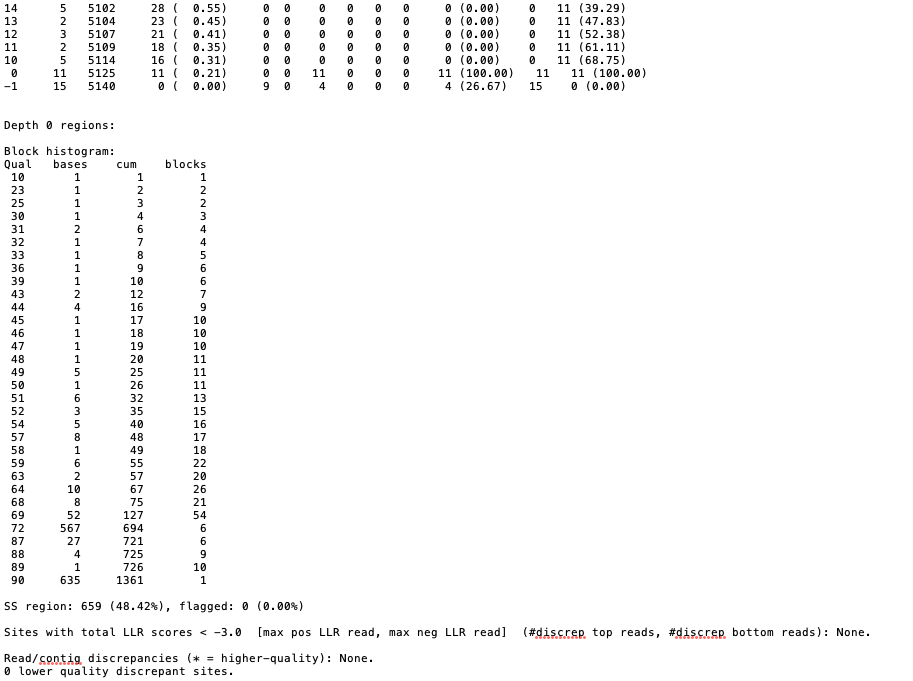 14      5   5102     28 (  0.55)     0  0    0   0   0   0     0 (0.00)    0   11 (39.29)
13      2   5104     23 (  0.45)     0  0    0   0   0   0     0 (0.00)    0   11 (47.83)
12      3   5107     21 (  0.41)     0  0    0   0   0   0     0 (0.00)    0   11 (52.38)
11      2   5109     18 (  0.35)     0  0    0   0   0   0     0 (0.00)    0   11 (61.11)
10      5   5114     16 (  0.31)     0  0    0   0   0   0     0 (0.00)    0   11 (68.75)
 0     11   5125     11 (  0.21)     0  0   11   0   0   0    11 (100.00)   11   11 (100.00)
-1     15   5140      0 (  0.00)     9  0    4   0   0   0     4 (26.67)   15    0 (0.00)
Depth 0 regions:
Block histogram:
Qual   bases    cum    blocks
 10       1        1        1
 23       1        2        2
 25       1        3        2
 30       1        4        3
 31       2        6        4
 32       1        7        4
 33       1        8        5
 36       1        9        6
 39       1       10        6
 43       2       12        7
 44       4       16        9
 45       1       17       10
 46       1       18       10
 47       1       19       10
 48       1       20       11
 49       5       25       11
 50       1       26       11
 51       6       32       13
 52       3       35       15
 54       5       40       16
 57       8       48       17
 58       1       49       18
 59       6       55       22
 63       2       57       20
 64      10       67       26
 68       8       75       21
 69      52      127       54
 72     567      694        6
 87      27      721        6
 88       4      725        9
 89       1      726       10
 90     635     1361        1
SS region: 659 (48.42%), flagged: 0 (0.00%)
Sites with total LLR scores < -3.0  [max pos LLR read, max neg LLR read]  (#discrep top reads, #discrep bottom reads): None.
Read/contig discrepancies (* = higher-quality): None.
0 lower quality discrepant sites.